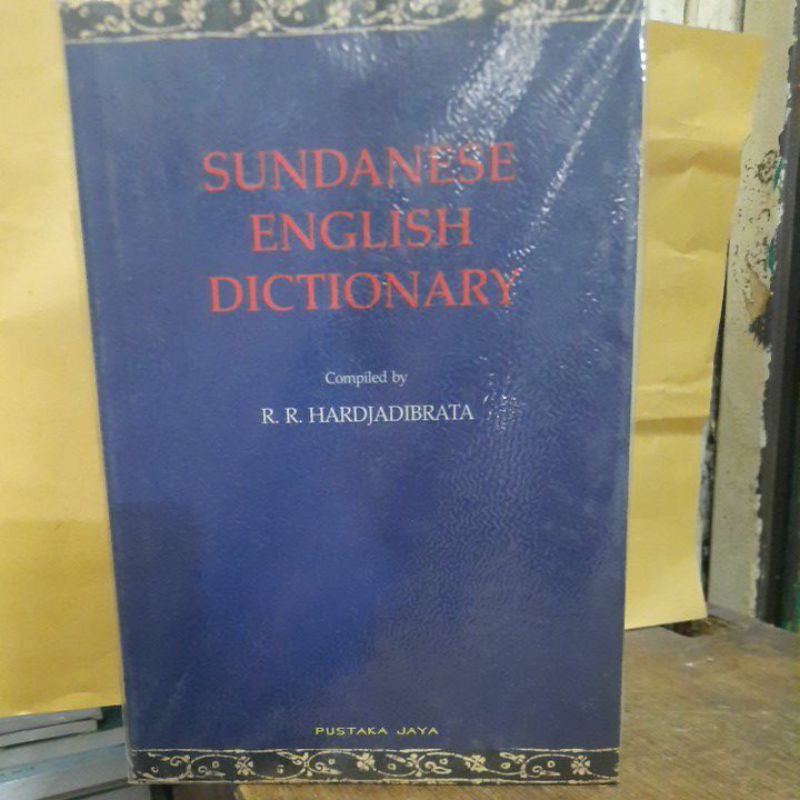 SUNDANESE
ENGLISH
DICTIONARY
Compiled by
R. R. HARDJADIBRATA
PUSTAKA JAYA